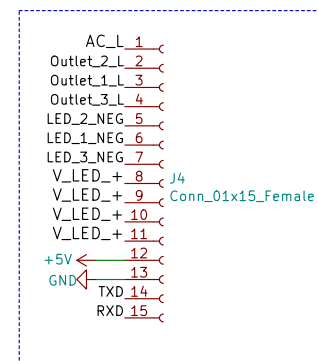 AC_L 1
Outlet_2_L 2
Outlet_1_L 3
Outlet_3_L 4
LED_2_NEG 5
LED_1_NEG 6
LED_3_NEG 7
V_LED_+ 8 J4
V_LED_+ 9 Conn_01x15_Female
V_LED_+ 10
V_LED_+ 11
+5V 12
GND 13
TXD 14
RXD 15